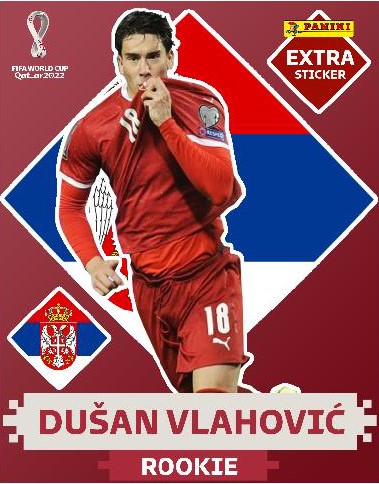 PANINI
EXTRA
STICKER
FIFA WORLD CUP
Qatar2022
18
18
DUŠAN VLAHOVIĆ
ROOKIE